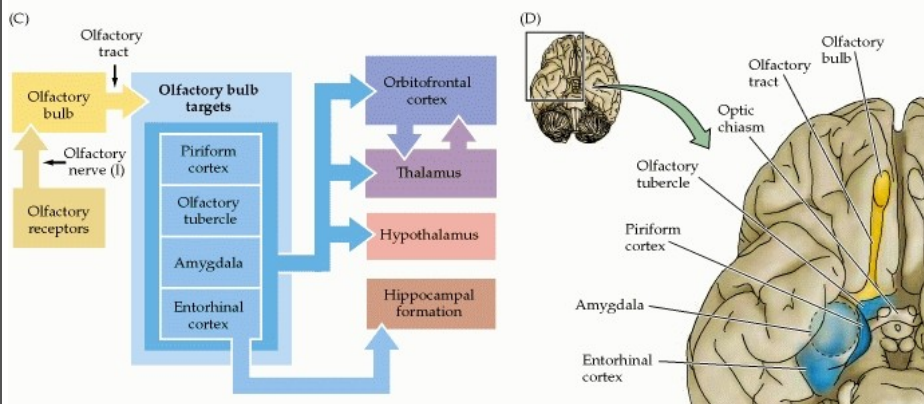 (C)
Olfactory
tract
Olfactory
bulb
Olfactory
nerve (I)
Olfactory
receptors
Olfactory bulb
targets
Piriform
cortex
Olfactory
tubercle
Amygdala
Entorhinal
cortex
Orbitofrontal
cortex
Thalamus
Hypothalamus
Hippocampal
formation
(D)
Olfactory
bulb
Olfactory
tract
Optic
chiasm
Olfactory
tubercle
Piriform
cortex
Amygdala
Entorhinal
cortex